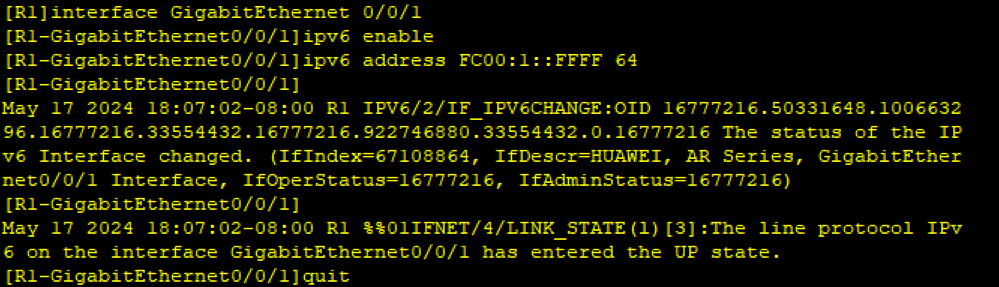 [R1]interface GigabitEthernet 0/0/1
[R1-GigabitEthernet0/0/1]ipv6 enable
[R1-GigabitEthernet0/0/1]ipv6 address FC00:1::FFFF 64
[R1-GigabitEthernet0/0/1]
May 17 2024 18:07:02-08:00 R1 IPV6/2/IF_IPV6CHANGE:OID 16777216.50331648.1006632
96.16777216.33554432.16777216.922746880.33554432.0.16777216 The status of the IP
v6 Interface changed. (IfIndex=67108864, IfDescr=HUAWEI, AR Series, GigabitEther
net0/0/1 Interface, IfOperStatus=16777216, IfAdminStatus=16777216)
[R1-GigabitEthernet0/0/1]
May 17 2024 18:07:02-08:00 R1 %%01IFNET/4/LINK_STATE(l)[3]:The line protocol IPv
6 on the interface GigabitEthernet0/0/1 has entered the UP state.
[R1-GigabitEthernet0/0/1]quit